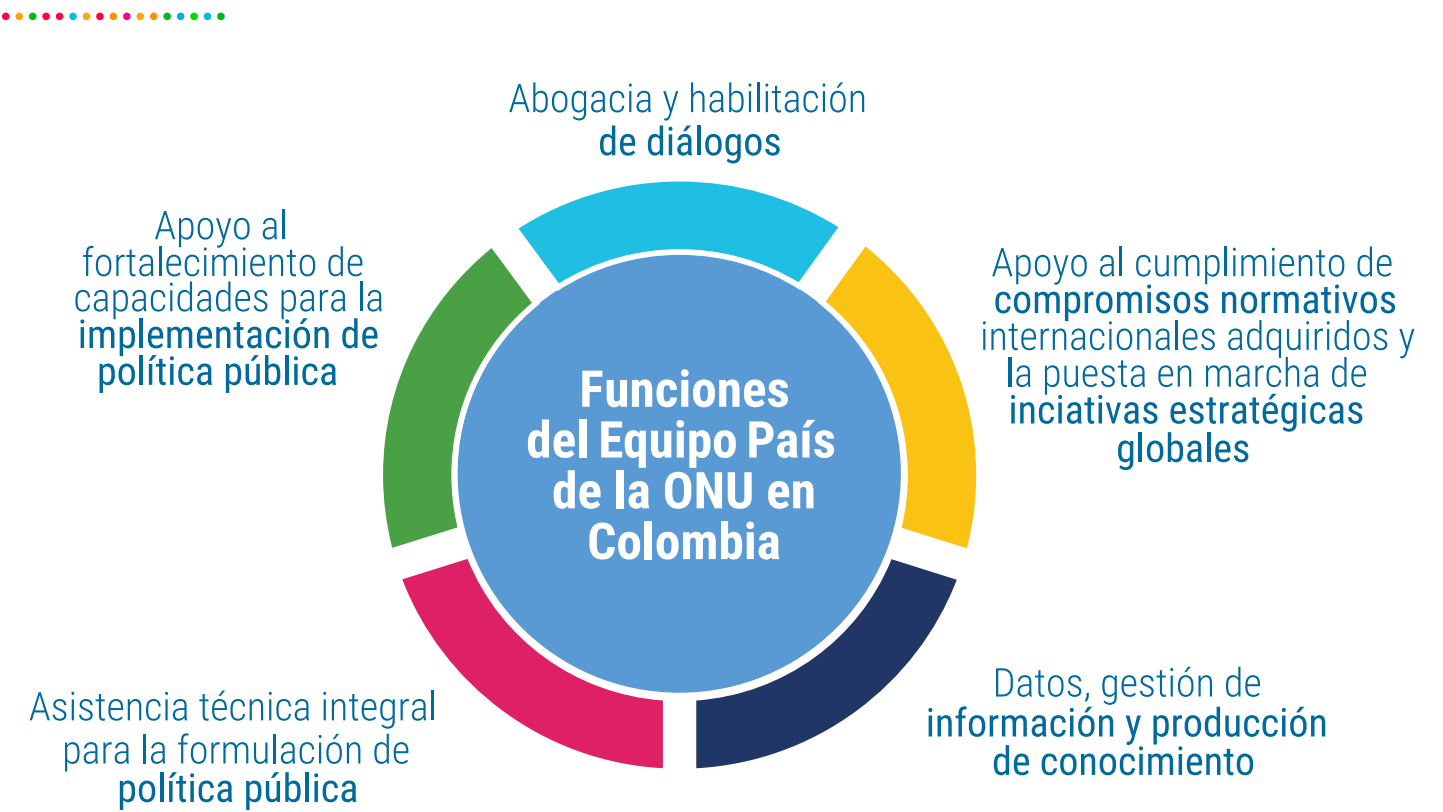 Abogacia y habilitación
de diálogos
Apoyo al
fortalecimiento de
capacidades para la
implementación de
política pública
Apoyo al cumplimiento de
compromisos normativos
internacionales adquiridos y
la puesta en marcha de
inciativas estratégicas
globales
Funciones
del Equipo País
de la ONU en
Colombia
Asistencia técnica integral
para la formulación de
política pública
Datos, gestión de
información y producción
de conocimiento